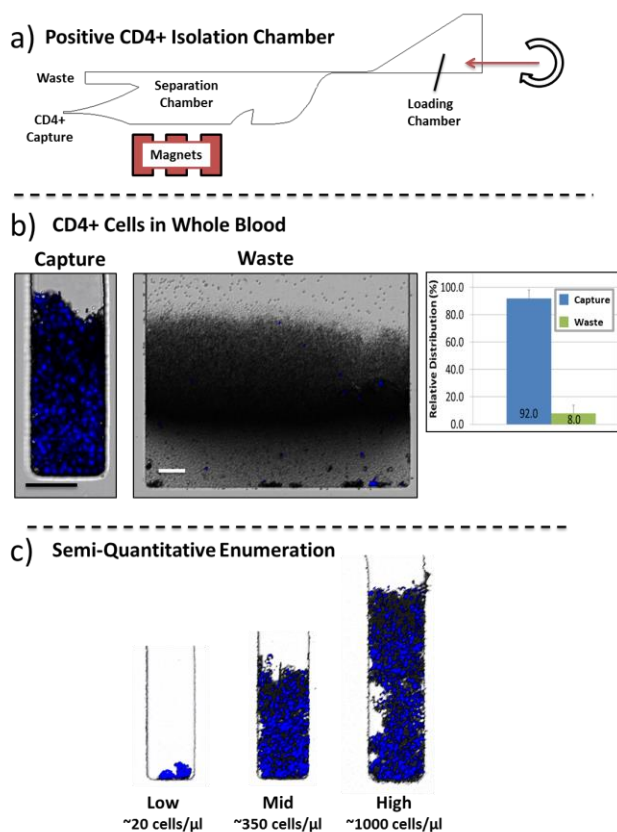 a) Positive CD4+ Isolation Chamber
Waste
Separation
Chamber
CD4+
Capture
Loading
Chamber
Magnets
b) CD4+ Cells in Whole Blood
Capture
Waste
Relative Distribution (%)
100.0
80.0
60.0
40.0
20.0
0.0
92.0
8.0
Capture
Waste
c) Semi-Quantitative Enumeration
Low
~20 cells/µl
Mid
~350 cells/µl
High
~1000 cells/µl